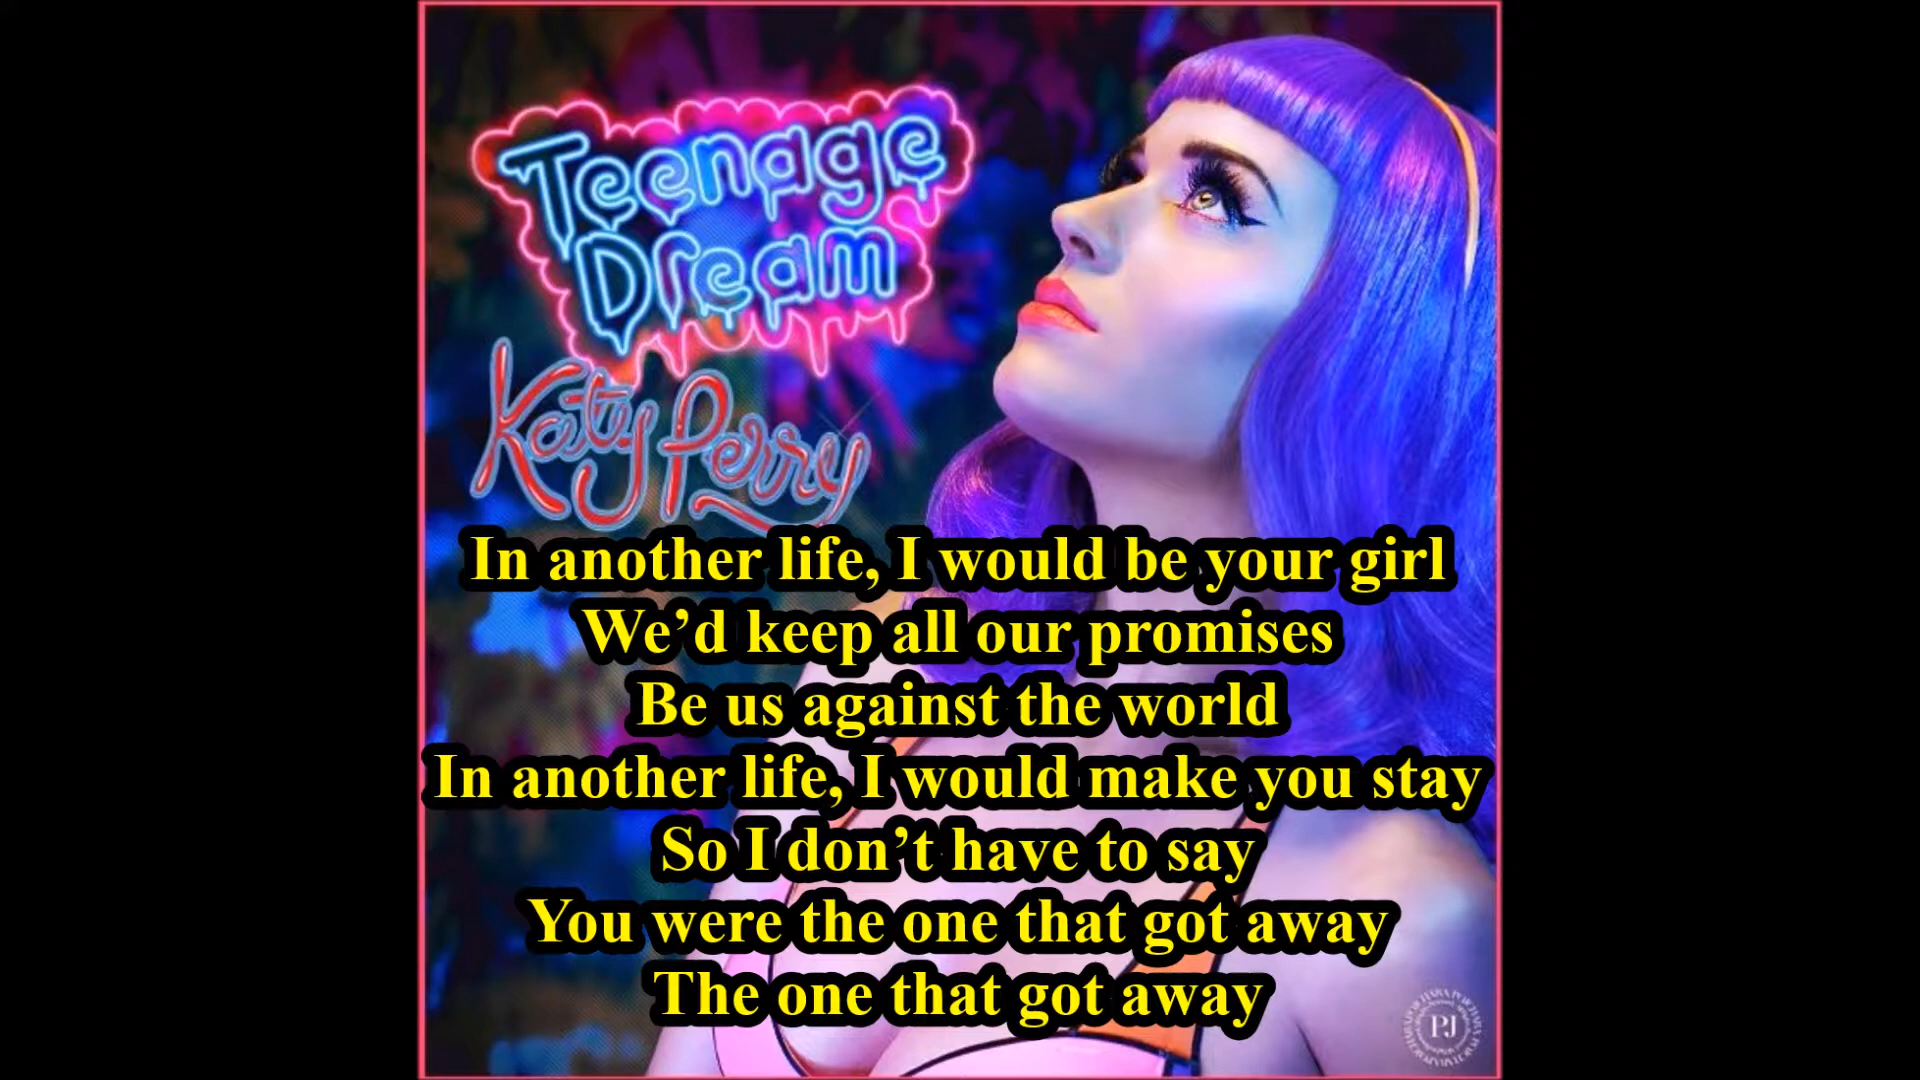 Teenage
Dream
Katy Perry
In another life, I would be your girl
We’d keep all our promises
Be us against the world
In another life, I would make you stay
So I don’t have to say
You were the one that got away
The one that got away
PJ